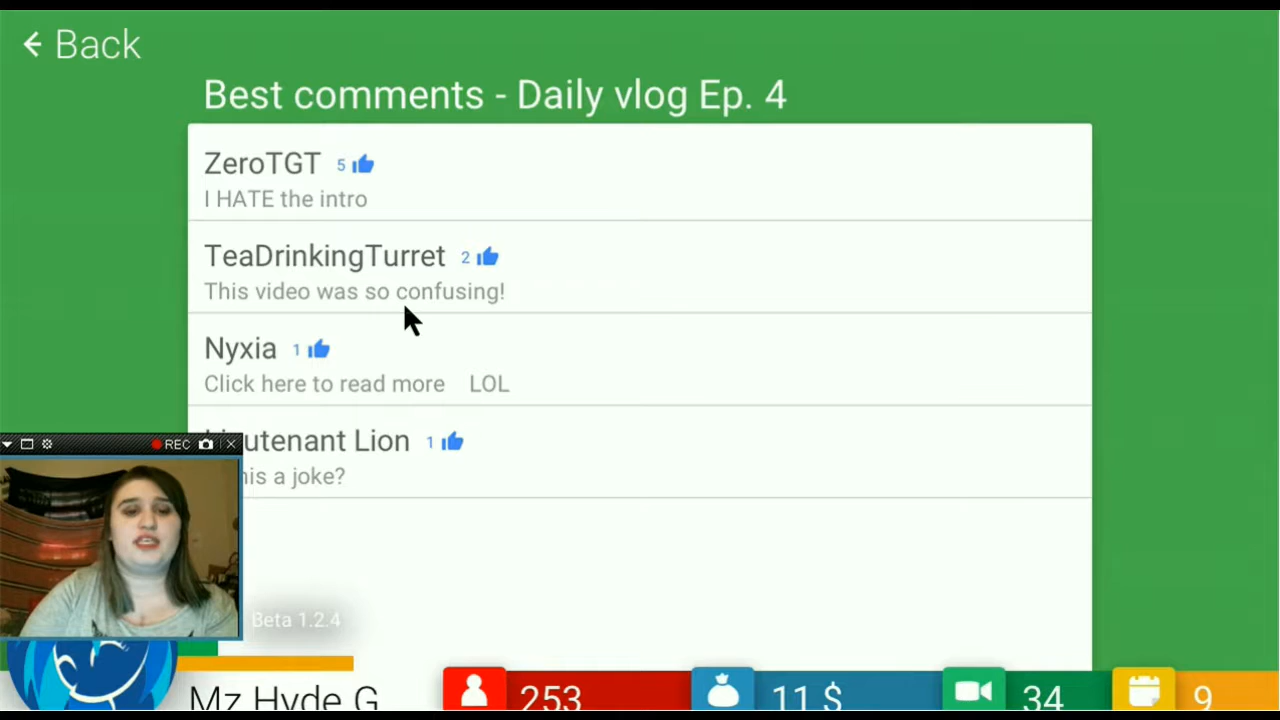 Back
Best comments - Daily vlog Ep. 4
ZeroTGT 5
I HATE the intro
TeaDrinkingTurret 2
This video was so confusing!
Nyxia 1
Click here to read more LOL
Lieutenant Lion 1
his a joke?
REC
Beta 1.2.4
Mz Hyde G
253
11 $
34
9